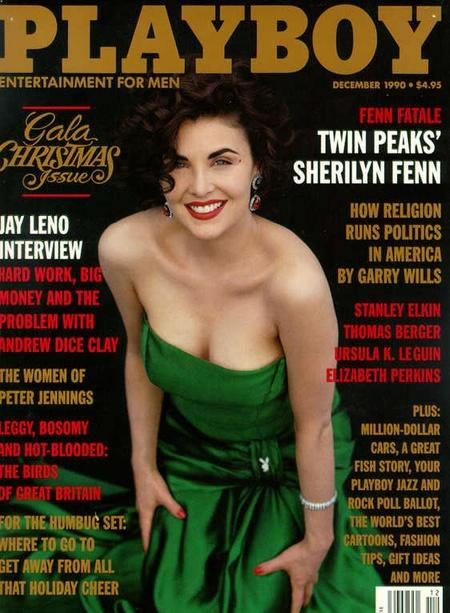 PLAYBOY
ENTERTAINMENT FOR MEN
DECEMBER 1990 • $4.95
Gala
CHRISTMAS
Issue
JAY LENO
INTERVIEW
HARD WORK, BIG
MONEY AND THE
PROBLEM WITH
ANDREW DICE CLAY
THE WOMEN OF
PETER JENNINGS
LEGGY, BOSOMY
AND HOT-BLOODED:
THE BIRDS
OF GREAT BRITAIN
FOR THE HUMBUG SET:
WHERE TO GO TO
GET AWAY FROM ALL
THAT HOLIDAY CHEER
FENN FATALE
TWIN PEAKS'
SHERILYN FENN
HOW RELIGION
RUNS POLITICS
IN AMERICA
BY GARRY WILLS
STANLEY ELKIN
THOMAS BERGER
URSULA K. LE GUIN
ELIZABETH PERKINS
PLUS:
MILLION-DOLLAR
CARS, A GREAT
FISH STORY, YOUR
PLAYBOY JAZZ AND
ROCK POLL BALLOT,
THE WORLD'S BEST
CARTOONS, FASHION
TIPS, GIFT IDEAS
AND MORE
12